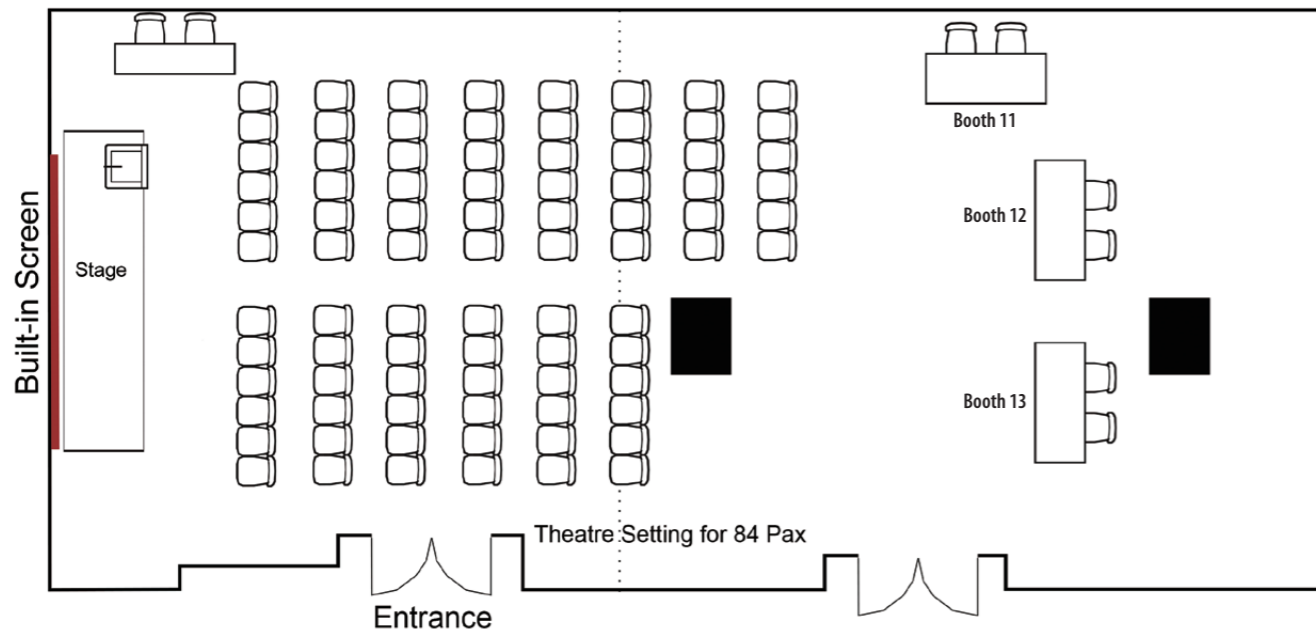 Booth 11
Booth 12
Built-in Screen
Stage
Booth 13
Theatre Setting for 84 Pax
Entrance